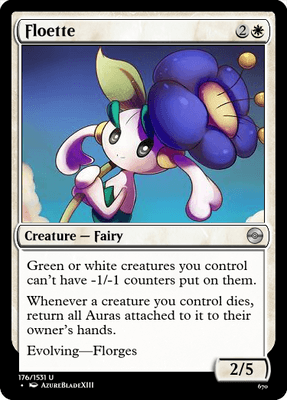 Floette 2
Creature — Fairy
Green or white creatures you control
can't have -1/-1 counters put on them.
Whenever a creature you control dies,
return all Auras attached to it to their
owner's hands.
Evolving—Florges
2/5
176/1531 U
• AzureBladeXIII
670